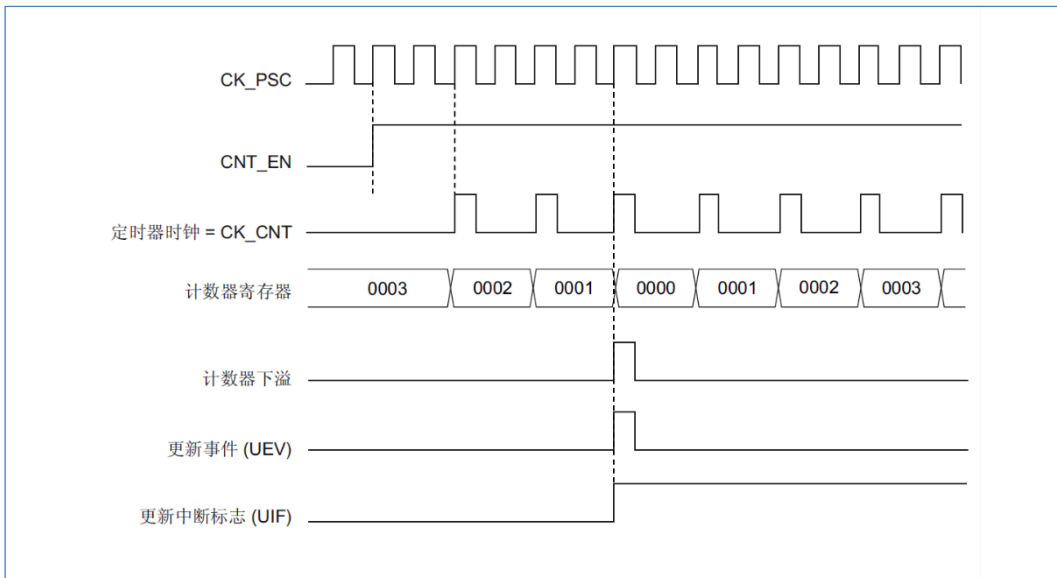 CK_PSC
CNT_EN
定时器时钟 = CK_CNT
计数器寄存器 0003 0002 0001 0000 0001 0002 0003
计数器下溢
更新事件 (UEV)
更新中断标志 (UIF)